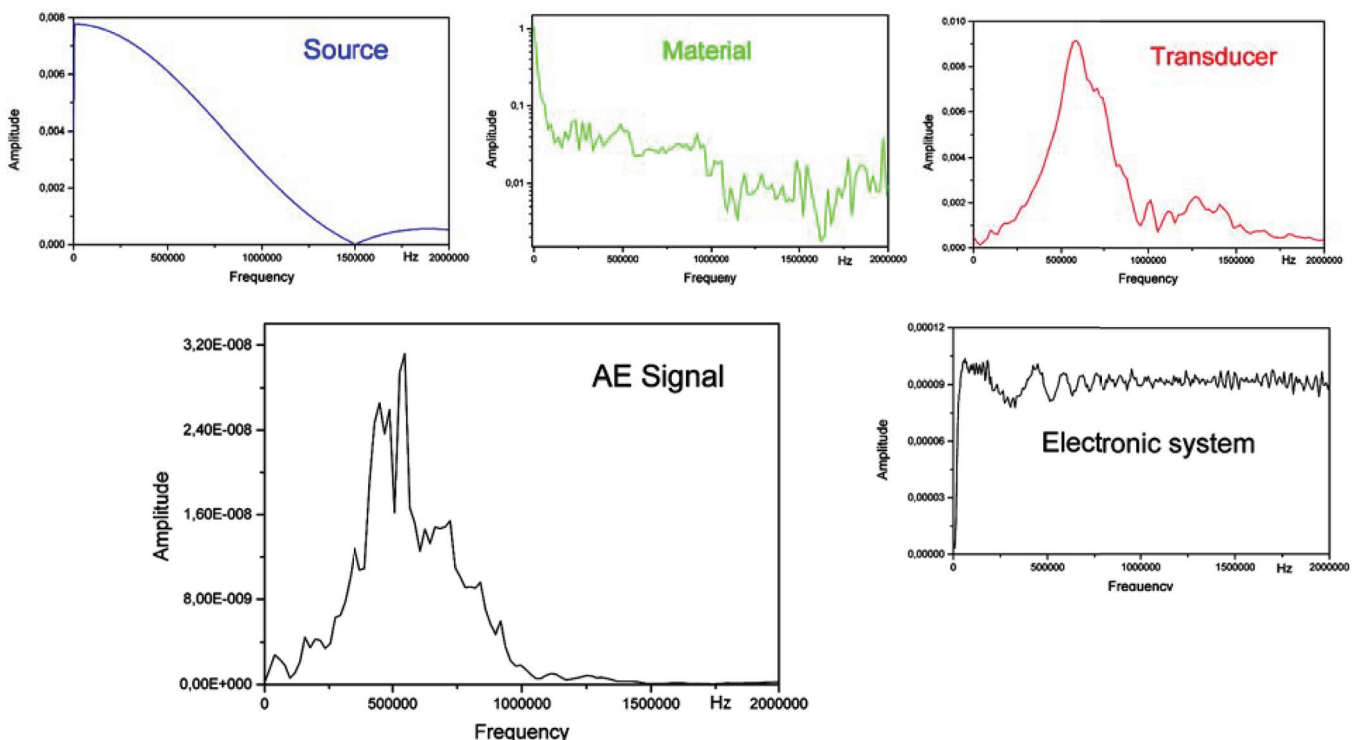 Source
Amplitude
0,008
0,006
0,004
0,002
0,000
0 500000 1000000 1500000 Hz 2000000
Frequency
Material
Amplitude
1
0,1
0,01
0 500000 1000000 1500000 Hz 2000000
Frequeny
Transducer
Amplitude
0,010
0,008
0,006
0,004
0,002
0,000
0 500000 1000000 1500000 Hz 2000000
Frequency
AE Signal
Amplitude
3,20E-008
2,40E-008
1,60E-008
8,00E-009
0,00E+000
0 500000 1000000 1500000 Hz 2000000
Frequency
Electronic system
Amplitude
0,00012
0,00009
0,00006
0,00003
0,00000
0 500000 1000000 1500000 Hz 2000000
Frequency